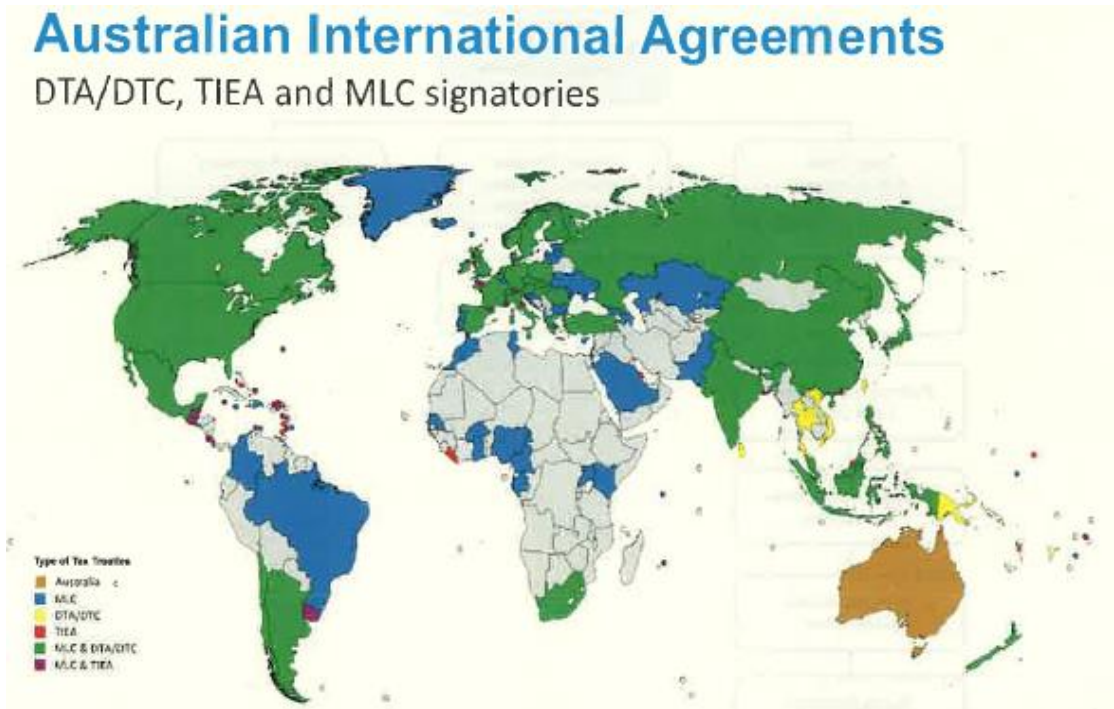 Australian International Agreements
DTA/DTC, TIEA and MLC signatories
Type of Tax Treaties
Australia
MLC
DTA/DTC
TIEA
MLC & DTA/DTC
MLC & TIEA